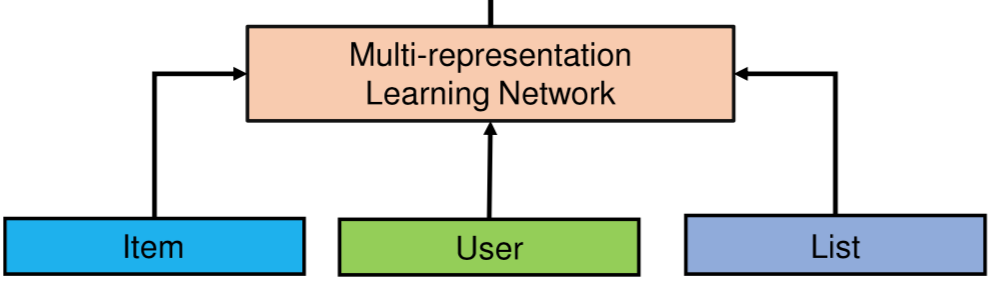 Multi-representation
Learning Network
Item
User
List